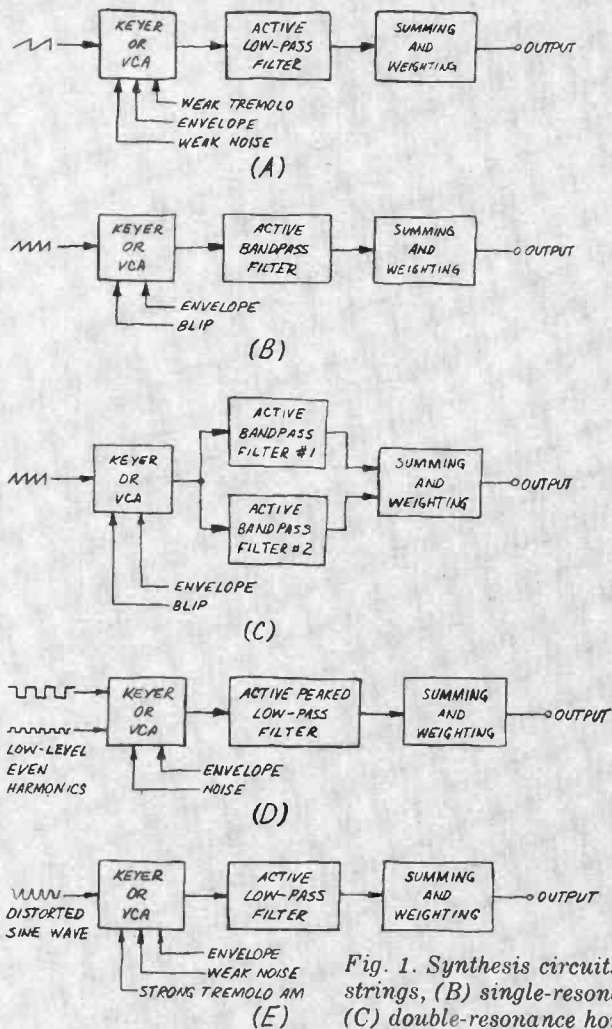 KEYER
OR
VCA
ACTIVE
LOW-PASS
FILTER
SUMMING
AND
WEIGHTING
OUTPUT
WEAK TREMOLO
ENVELOPE
WEAK NOISE
(A)
KEYER
OR
VCA
ACTIVE
BANDPASS
FILTER
SUMMING
AND
WEIGHTING
OUTPUT
ENVELOPE
BLIP
(B)
KEYER
OR
VCA
ACTIVE
BANDPASS
FILTER #1
ACTIVE
BANDPASS
FILTER #2
SUMMING
AND
WEIGHTING
OUTPUT
ENVELOPE
BLIP
(C)
LOW-LEVEL
EVEN
HARMONICS
KEYER
OR
VCA
ACTIVE PEAKED
LOW-PASS
FILTER
SUMMING
AND
WEIGHTING
OUTPUT
ENVELOPE
NOISE
(D)
DISTORTED
SINE WAVE
KEYER
OR
VCA
ACTIVE
LOW-PASS
FILTER
SUMMING
AND
WEIGHTING
OUTPUT
ENVELOPE
WEAK NOISE
STRONG TREMOLO AM
(E)
Fig. 1. Synthesis circuit
strings, (B) single-reson
(C) double-resonance ho